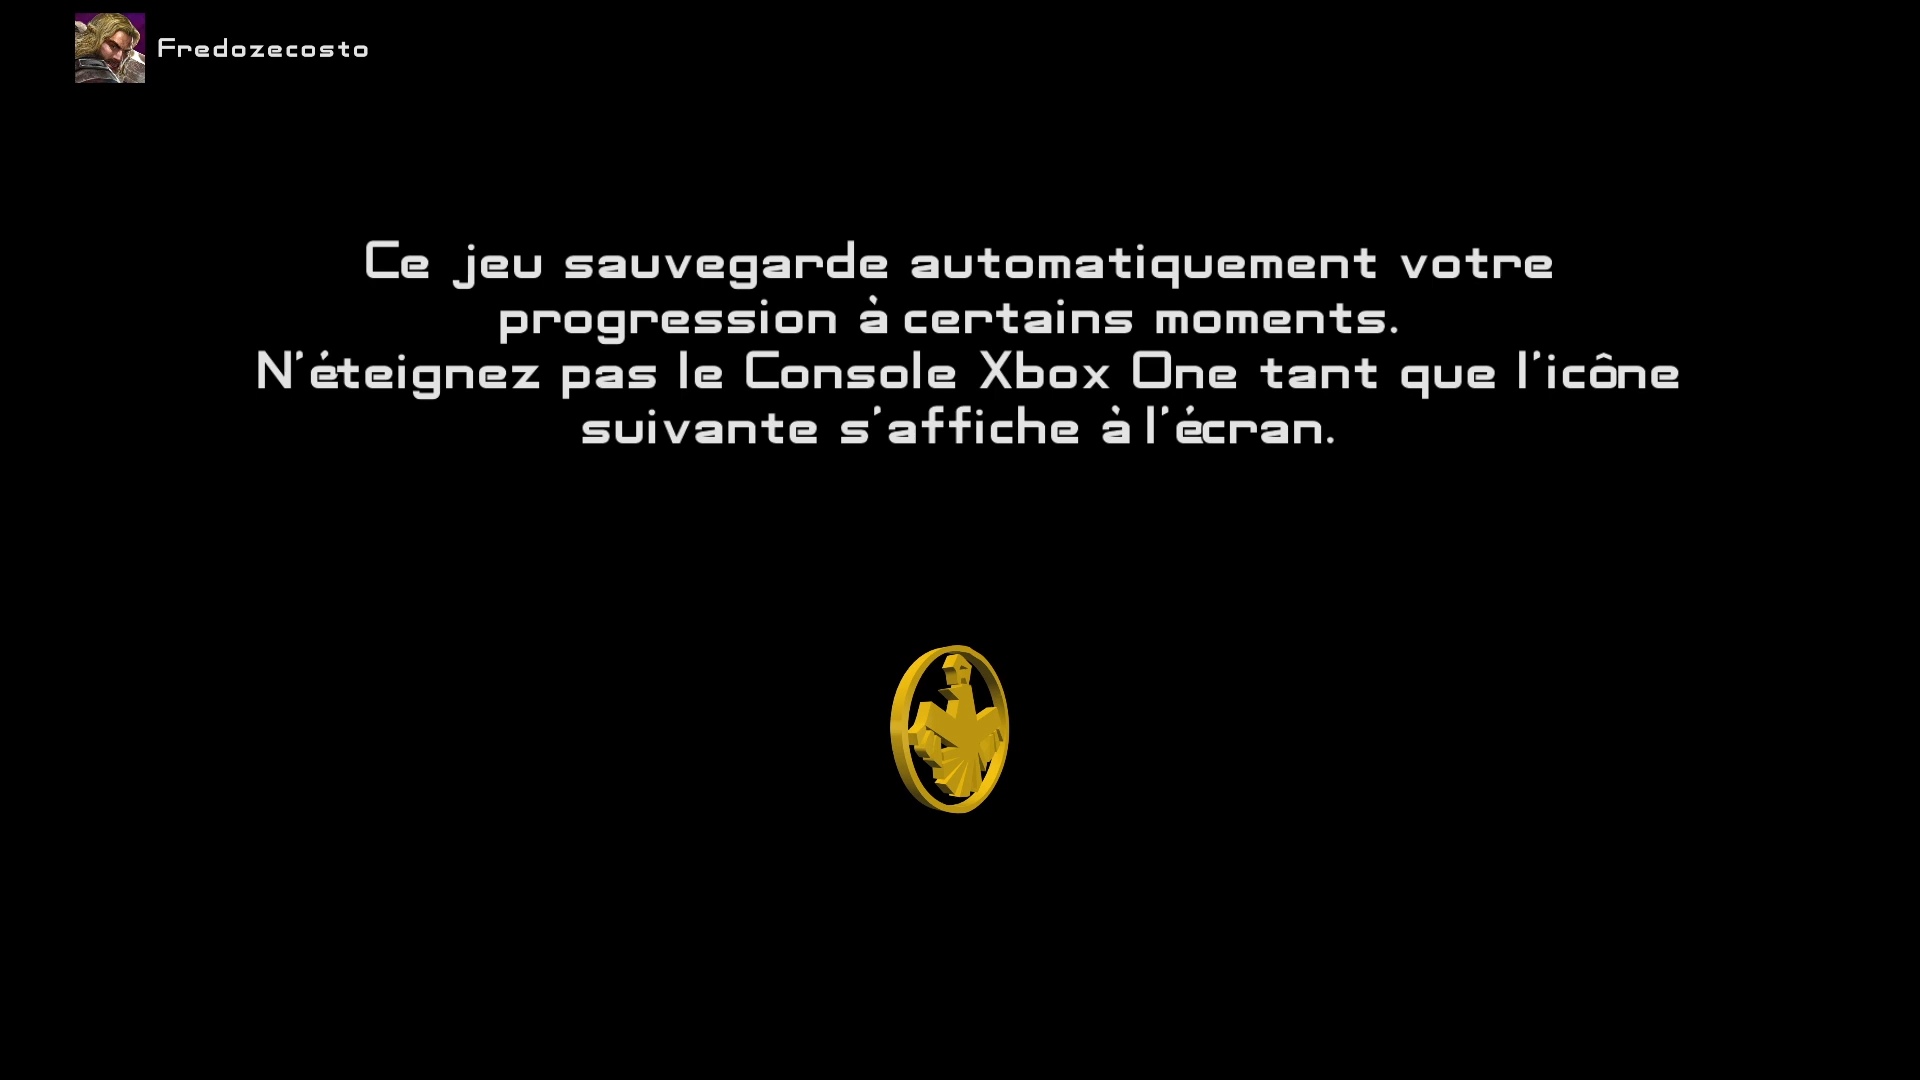 Fredozecosto
Ce jeu sauvegarde automatiquement votre
progression à certains moments.
N'éteignez pas le Console Xbox One tant que l'icône
suivante s'affiche à l'écran.